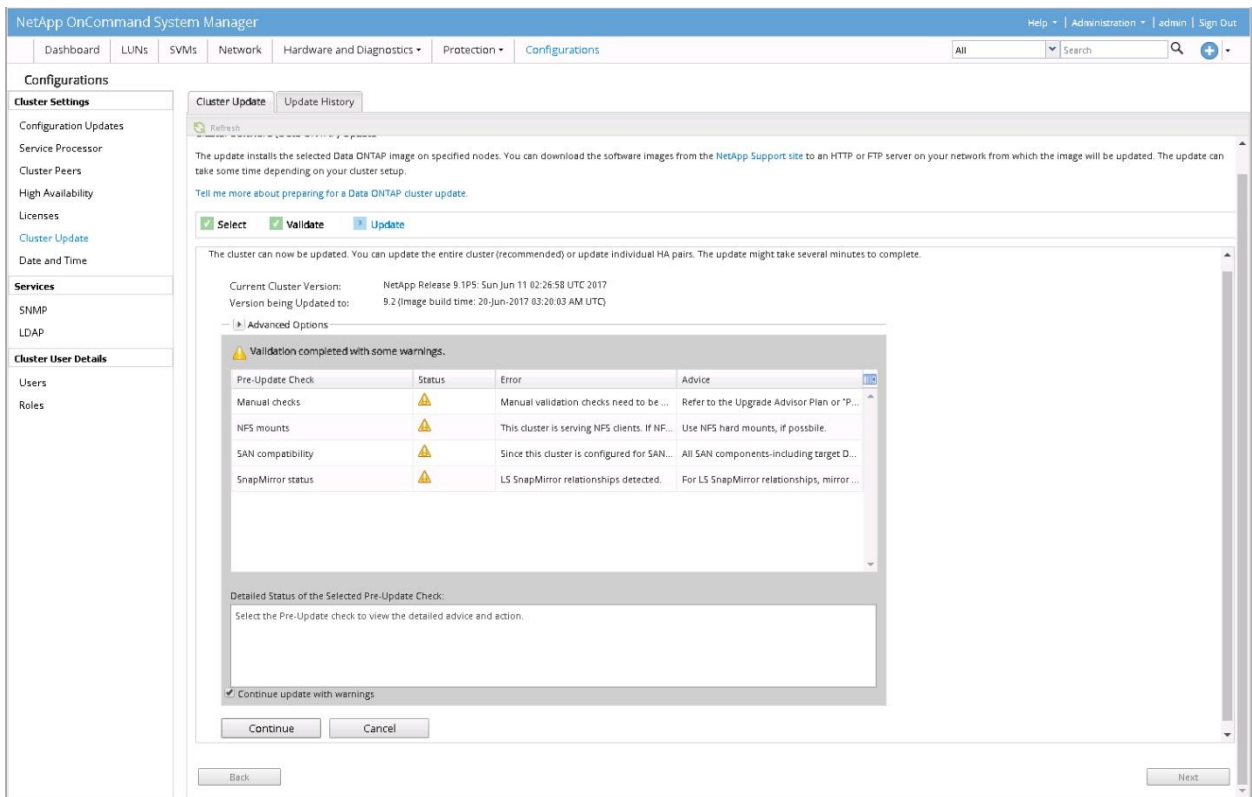 NetApp OnCommand System Manager
Help | Administration | admin | Sign Out
Dashboard LUNs SVMs Network Hardware and Diagnostics Protection Configurations All Search
Configurations
Cluster Settings
Configuration Updates
Service Processor
Cluster Peers
High Availability
Licenses
Cluster Update
Date and Time
Services
SNMP
LDAP
Cluster User Details
Users
Roles
Cluster Update Update History
Refresh
The update installs the selected Data ONTAP image on specified nodes. You can download the software images from the NetApp Support site to an HTTP or FTP server on your network from which the image will be updated. The update can
take some time depending on your cluster setup.
Tell me more about preparing for a Data ONTAP cluster update.
Select Validate Update
The cluster can now be updated. You can update the entire cluster (recommended) or update individual HA pairs. The update might take several minutes to complete.
Current Cluster Version: NetApp Release 9.1P5: Sun Jun 11 02:26:58 UTC 2017
Version being Updated to: 9.2 (Image build time: 20-Jun-2017 03:20:03 AM UTC)
Advanced Options
Validation completed with some warnings.
Pre-Update Check Status Error Advice
Manual checks Manual validation checks need to be ... Refer to the Upgrade Advisor Plan or "P...
NFS mounts This cluster is serving NFS clients. If NF... Use NFS hard mounts, if possbile.
SAN compatibility Since this cluster is configured for SAN... All SAN components-including target D...
SnapMirror status LS SnapMirror relationships detected. For LS SnapMirror relationships, mirror ...
Detailed Status of the Selected Pre-Update Check:
Select the Pre-Update check to view the detailed advice and action.
Continue update with warnings
Continue Cancel
Back Next